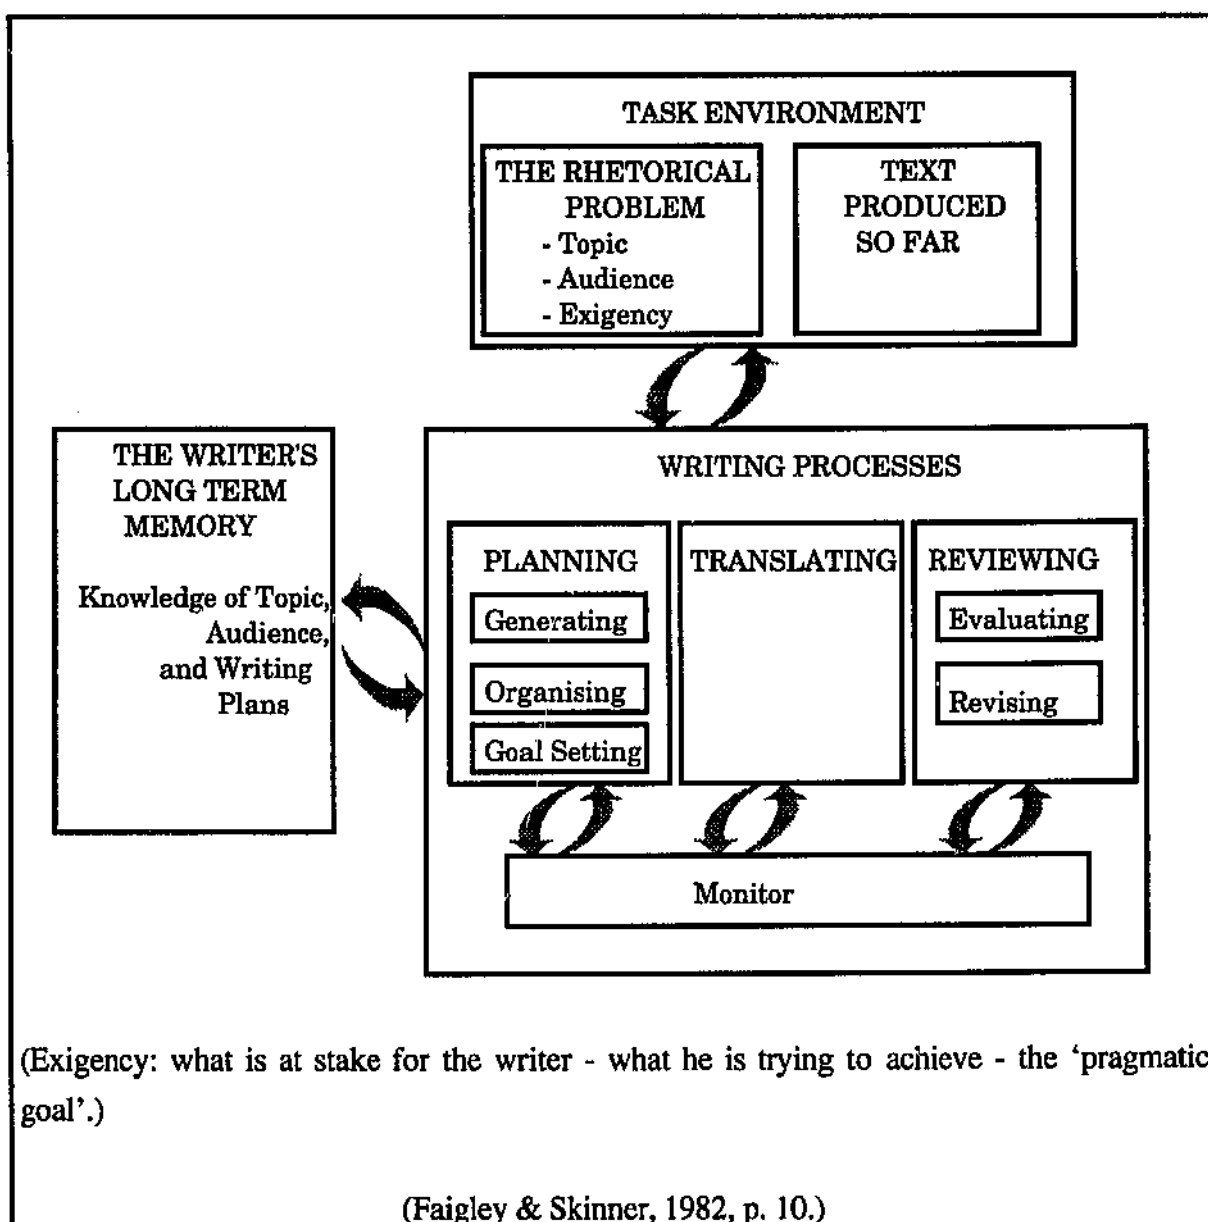 TASK ENVIRONMENT
THE RHETORICAL
PROBLEM
- Topic
- Audience
- Exigency
TEXT
PRODUCED
SO FAR
THE WRITER'S
LONG TERM
MEMORY
Knowledge of Topic,
Audience,
and Writing
Plans
WRITING PROCESSES
PLANNING
Generating
Organising
Goal Setting
TRANSLATING
REVIEWING
Evaluating
Revising
Monitor
(Exigency: what is at stake for the writer - what he is trying to achieve - the ‘pragmatic
goal’.)
(Faigley & Skinner, 1982, p. 10.)